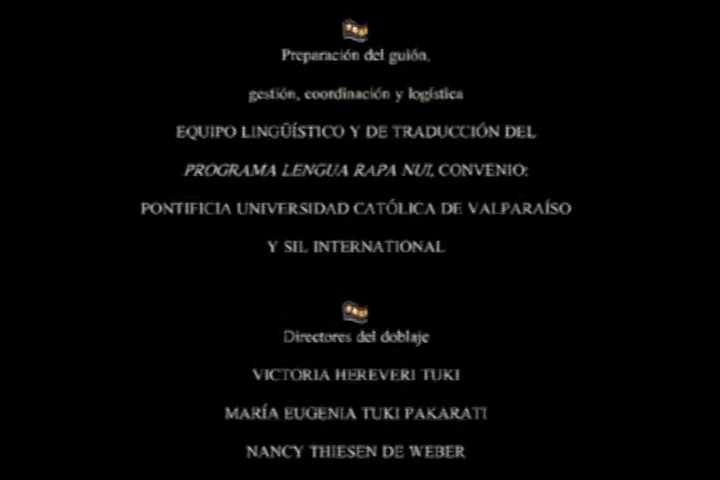 Preparación del guión,
gestión, coordinación y logística
EQUIPO LINGÜÍSTICO Y DE TRADUCCIÓN DEL
PROGRAMA LENGUA RAPA NUI, CONVENIO:
PONTIFICIA UNIVERSIDAD CATÓLICA DE VALPARAÍSO
Y SIL INTERNATIONAL
Directores del doblaje
VICTORIA HEREVERI TUKI
MARÍA EUGENIA TUKI PAKARATI
NANCY THIESEN DE WEBER